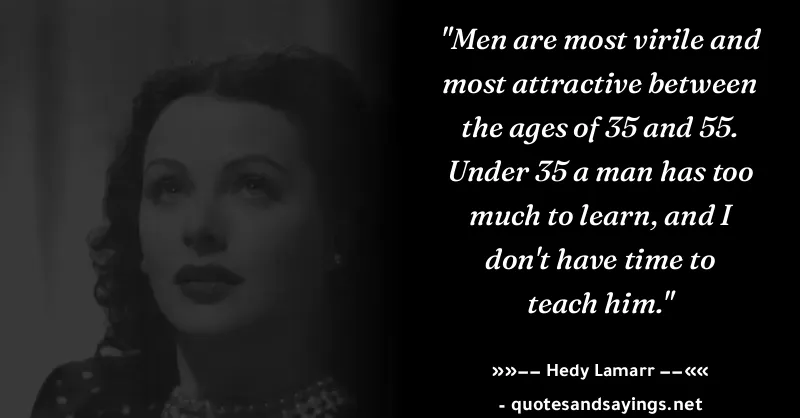 "Men are most virile and
most attractive between
the ages of 35 and 55.
Under 35 a man has too
much to learn, and I
don't have time to
teach him."
»»−− Hedy Lamarr −−««
- quotesandsayings.net